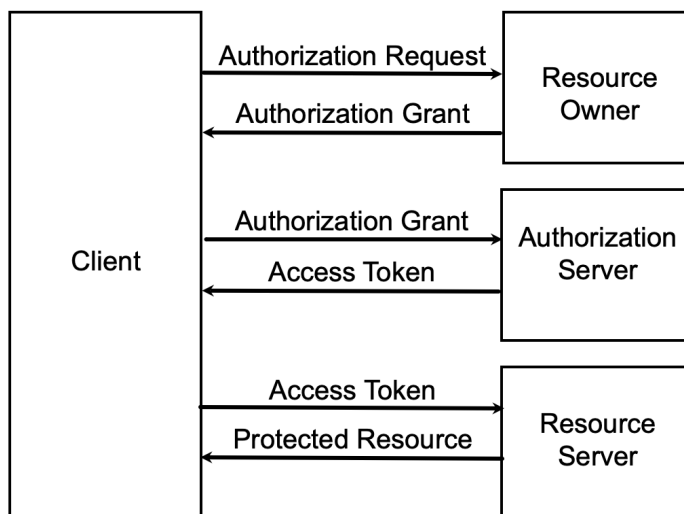 Authorization Request
Resource
Owner
Authorization Grant
Client
Authorization Grant
Authorization
Server
Access Token
Access Token
Resource
Server
Protected Resource